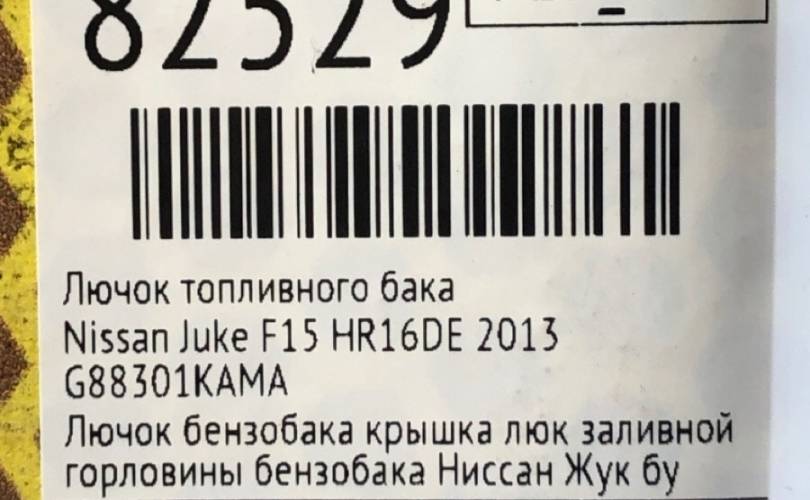 82529
Лючок топливного бака
Nissan Juke F15 HR16DE 2013
G88301KAMA
Лючок бензобака крышка люк заливной
горловины бензобака Ниссан Жук бу